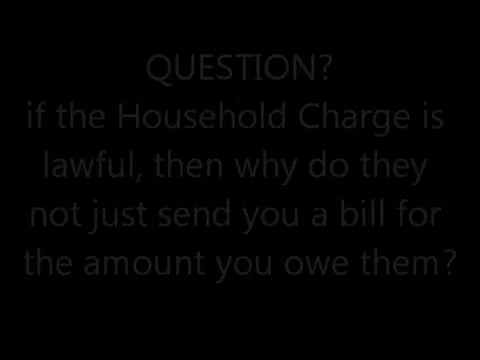 QUESTION?
if the Household Charge is
lawful, then why do they
not just send you a bill for
the amount you owe them?